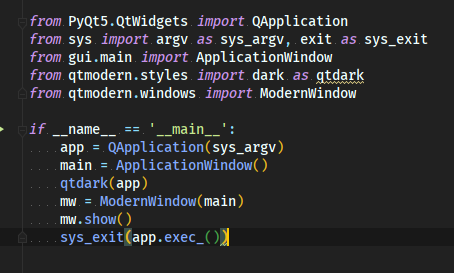 from PyQt5.QtWidgets import QApplication
from sys import argv as sys_argv, exit as sys_exit
from gui.main import ApplicationWindow
from qtmodern.styles import dark as qtdark
from qtmodern.windows import ModernWindow

if __name__ == '__main__':
    app = QApplication(sys_argv)
    main = ApplicationWindow()
    qtdark(app)
    mw = ModernWindow(main)
    mw.show()
    sys_exit(app.exec_())